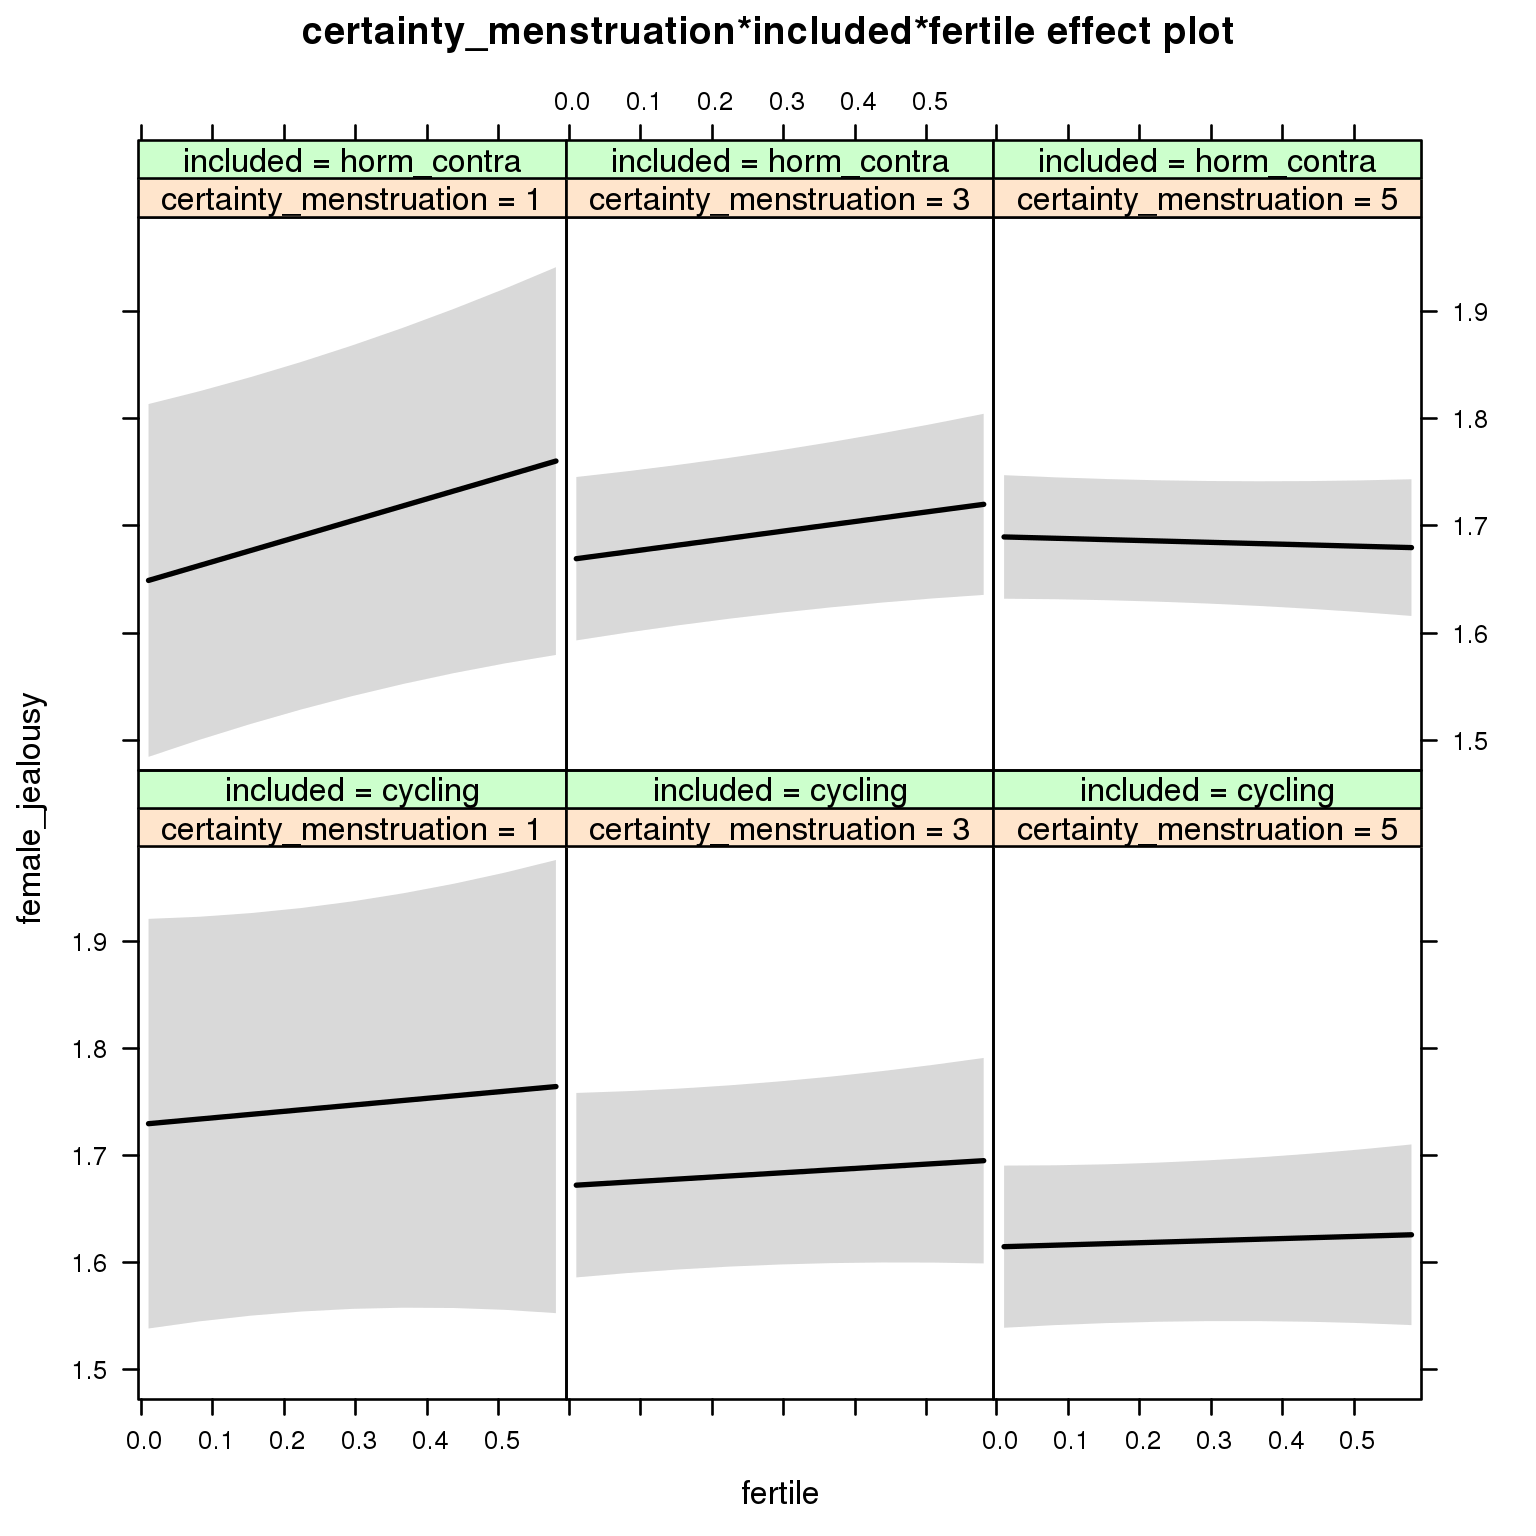 certainty_menstruation*included*fertile effect plot
0.0 0.1 0.2 0.3 0.4 0.5
included = horm_contra included = horm_contra included = horm_contra
certainty_menstruation = 1 certainty_menstruation = 3 certainty_menstruation = 5
1.9
1.8
1.7
1.6
1.5
female_jealousy
included = cycling included = cycling included = cycling
certainty_menstruation = 1 certainty_menstruation = 3 certainty_menstruation = 5
1.9
1.8
1.7
1.6
1.5
0.0 0.1 0.2 0.3 0.4 0.5 0.0 0.1 0.2 0.3 0.4 0.5
fertile